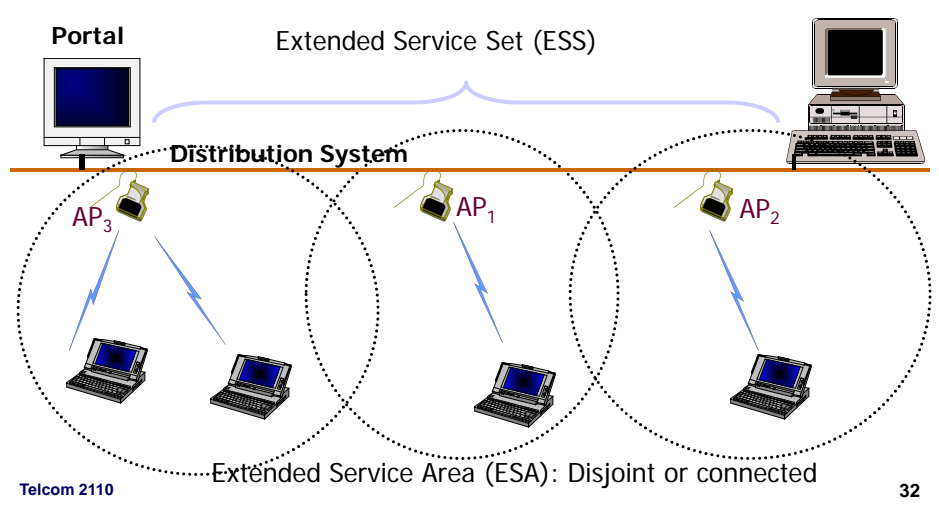 Portal
Extended Service Set (ESS)
Distribution System
AP3
AP1
AP2
Extended Service Area (ESA): Disjoint or connected
Telcom 2110
32